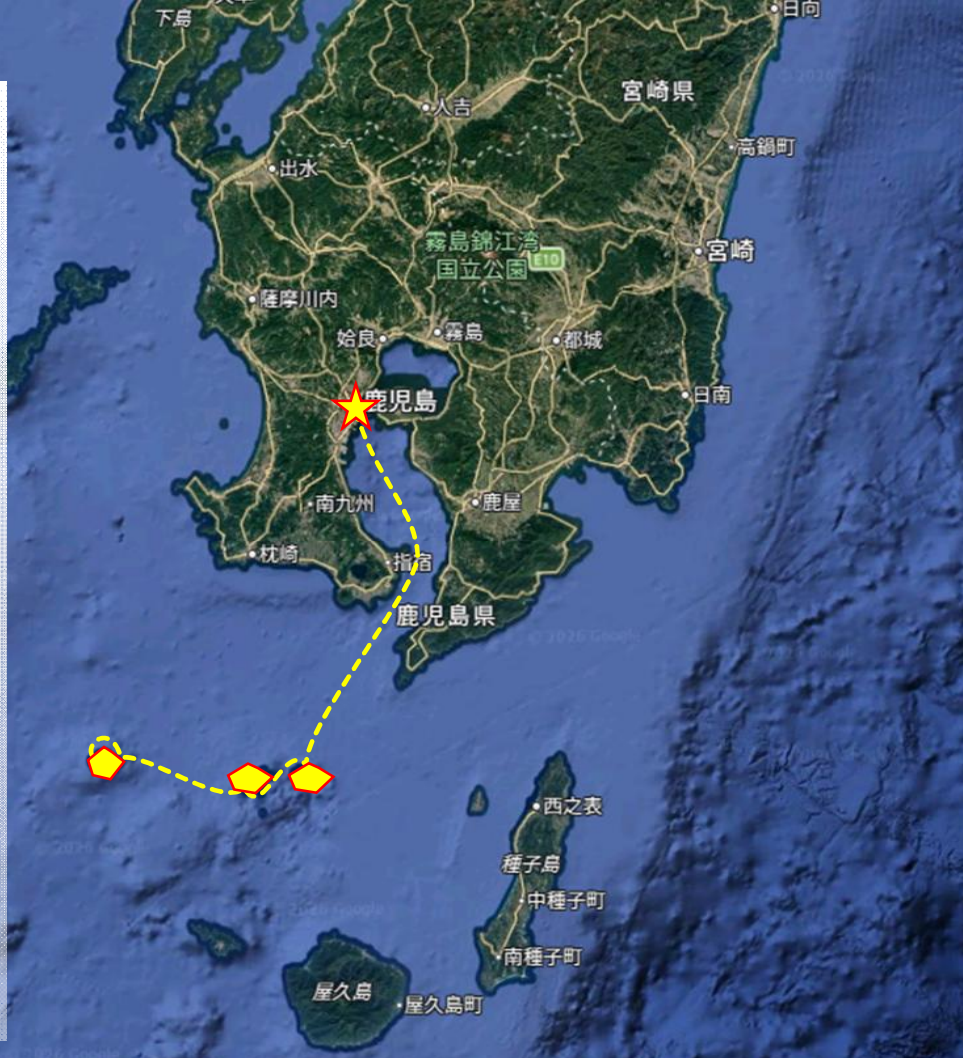 下島
日向
宮崎県
人吉
高鍋町
出水
霧島錦江湾
国立公園
E10
宮崎
薩摩川内
霧島
姶良
都城
日南
鹿児島
南九州
鹿屋
枕崎
指宿
鹿児島県
© 2026 Google
西之表
種子島
中種子町
南種子町
屋久島
屋久島町